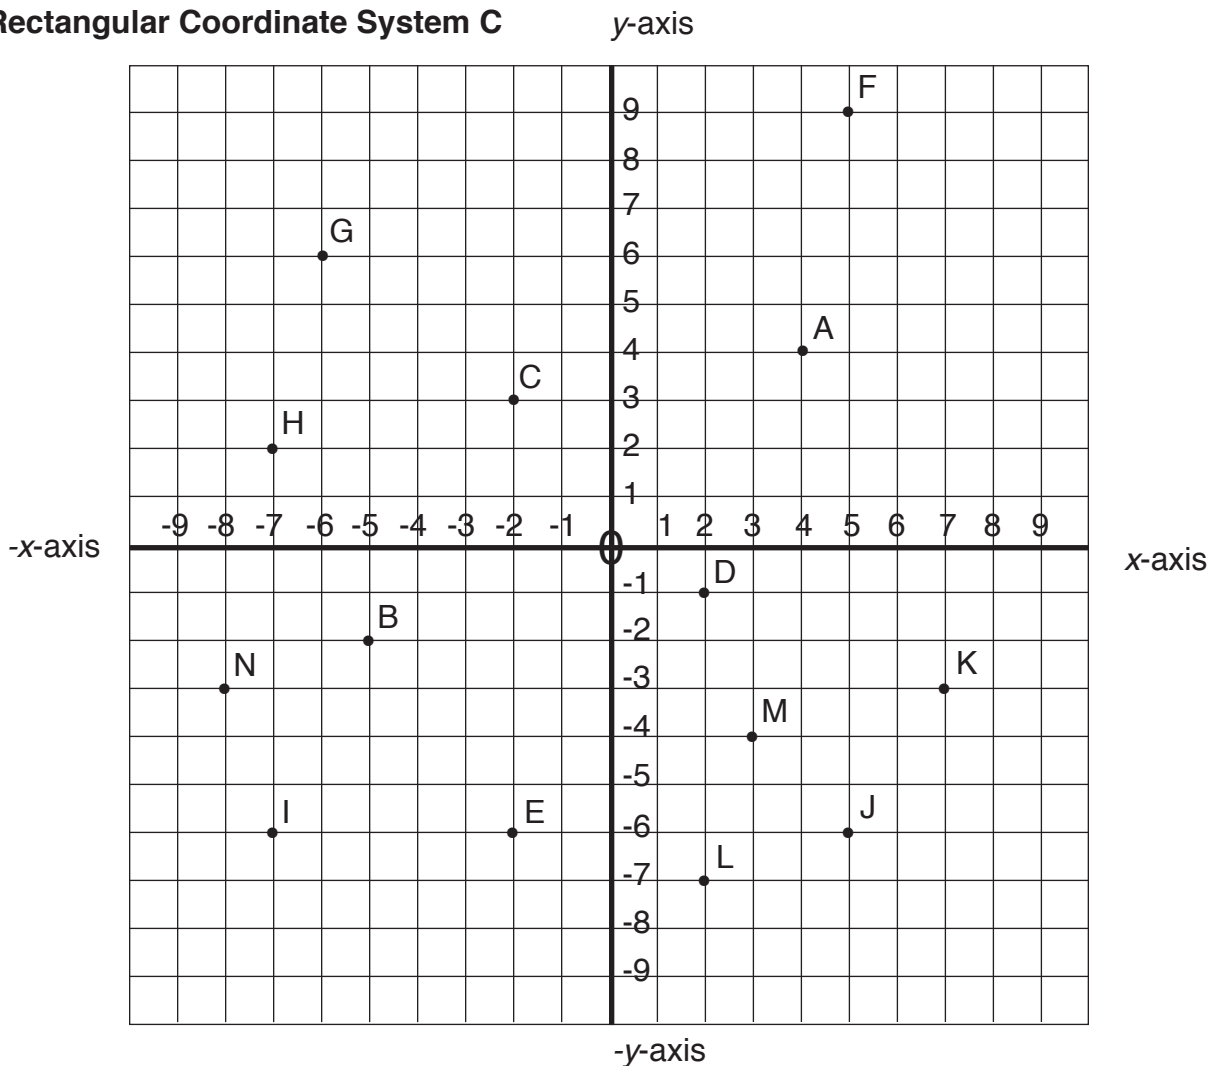 Rectangular Coordinate System C
y-axis
F
9
8
7
G
6
5
A
4
C
3
H
2
1
-9 -8 -7 -6 -5 -4 -3 -2 -1 1 2 3 4 5 6 7 8 9
-x-axis
0
x-axis
D
-1
B
-2
N
K
-3
M
-4
-5
I
E
J
-6
L
-7
-8
-9
-y-axis